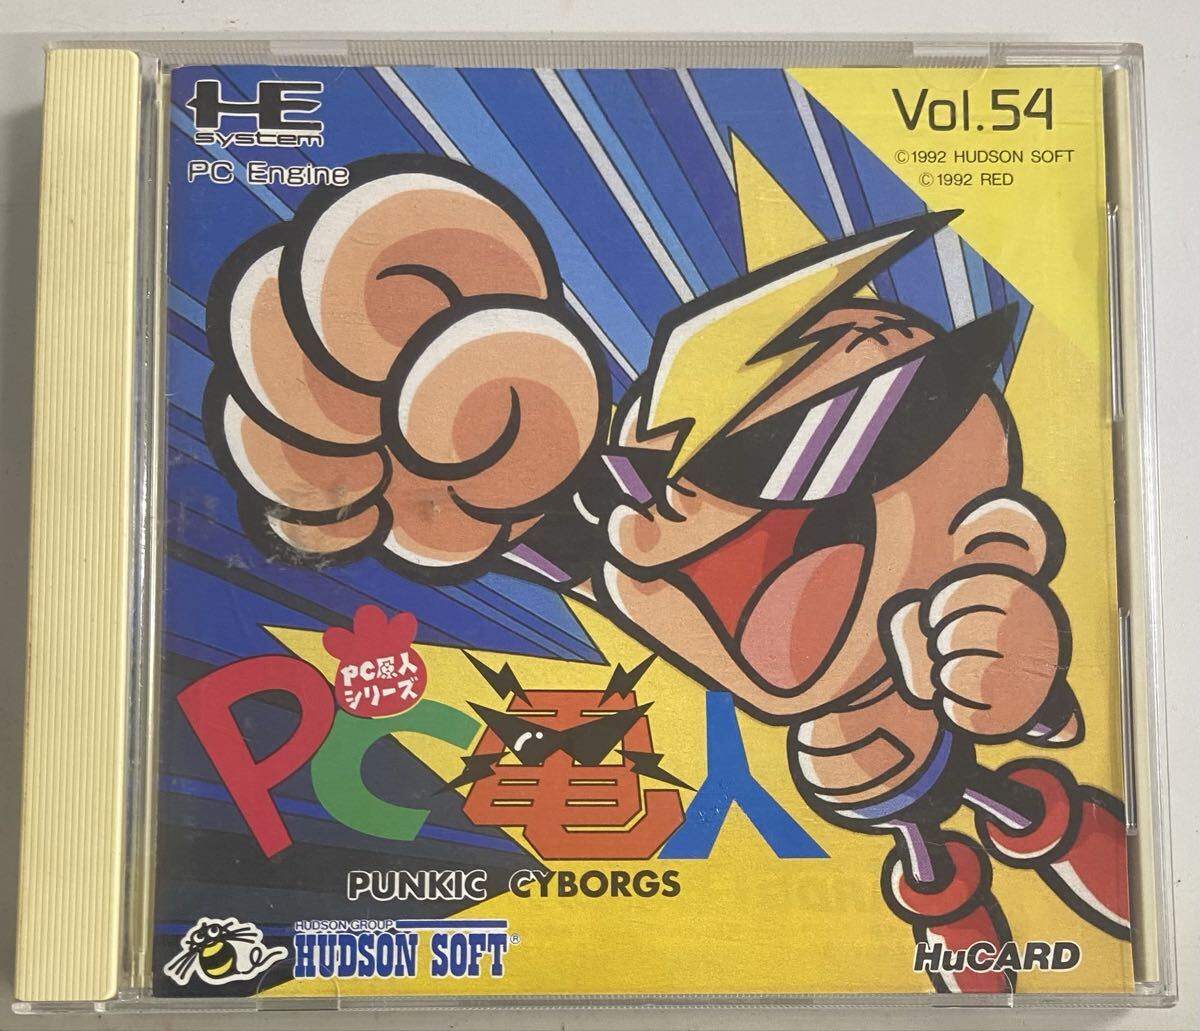 HE
system
PC Engine
Vol.54
©1992 HUDSON SOFT
© 1992 RED
PC原人
シリーズ
PC電人
PUNKIC CYBORGS
HUDSON GROUP
HUDSON SOFT®
HuCARD